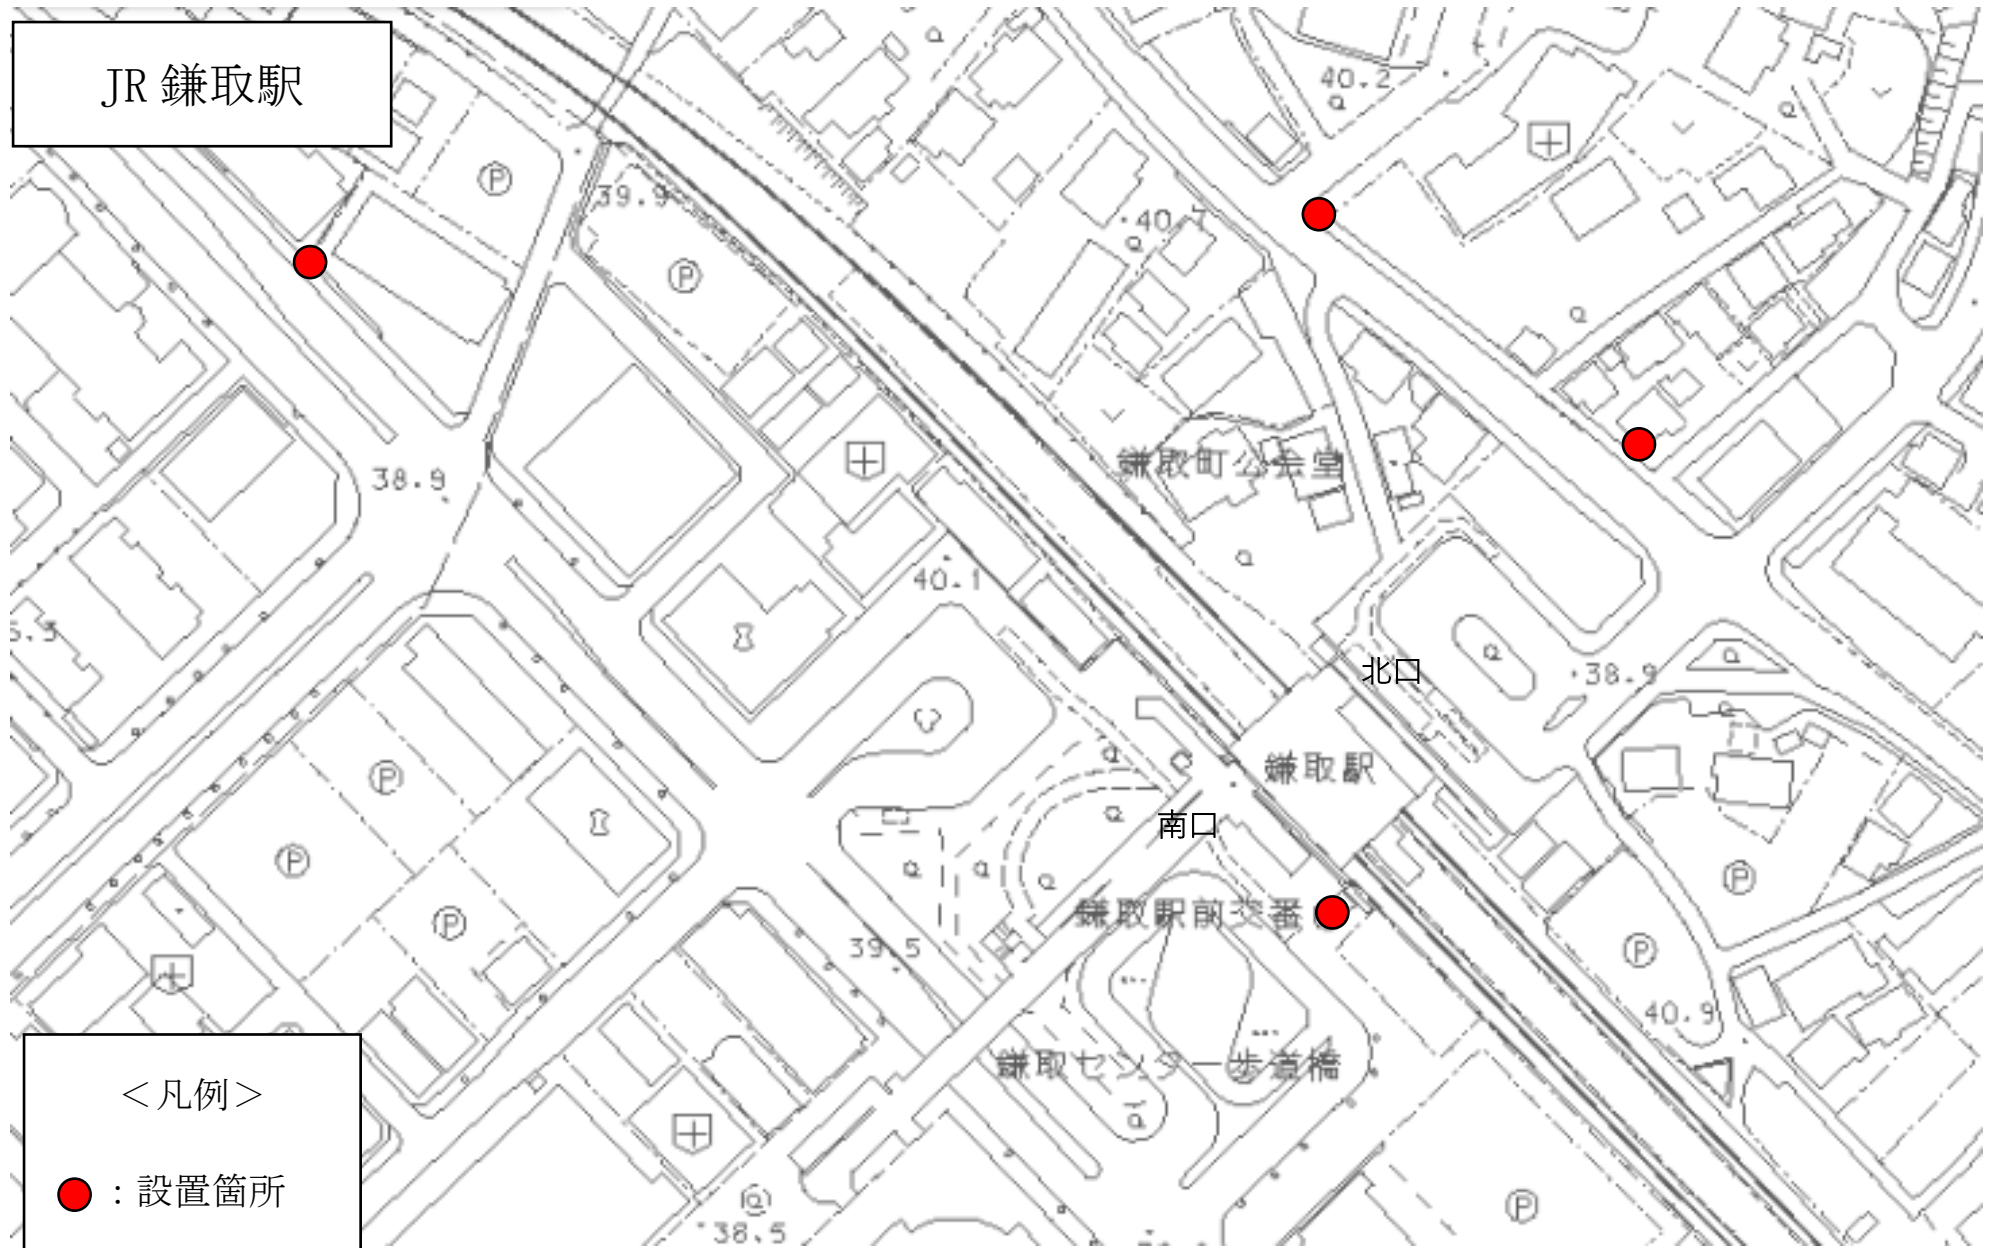 JR 鎌取駅
40.2
39.9
40.7
鎌取町公会堂
38.9
40.1
北口
38.9
鎌取駅
南口
鎌取駅前交番
39.5
40.9
鎌取センター歩道橋
<凡例>
：設置箇所
38.5
P
P
P
P
P
P
P
P